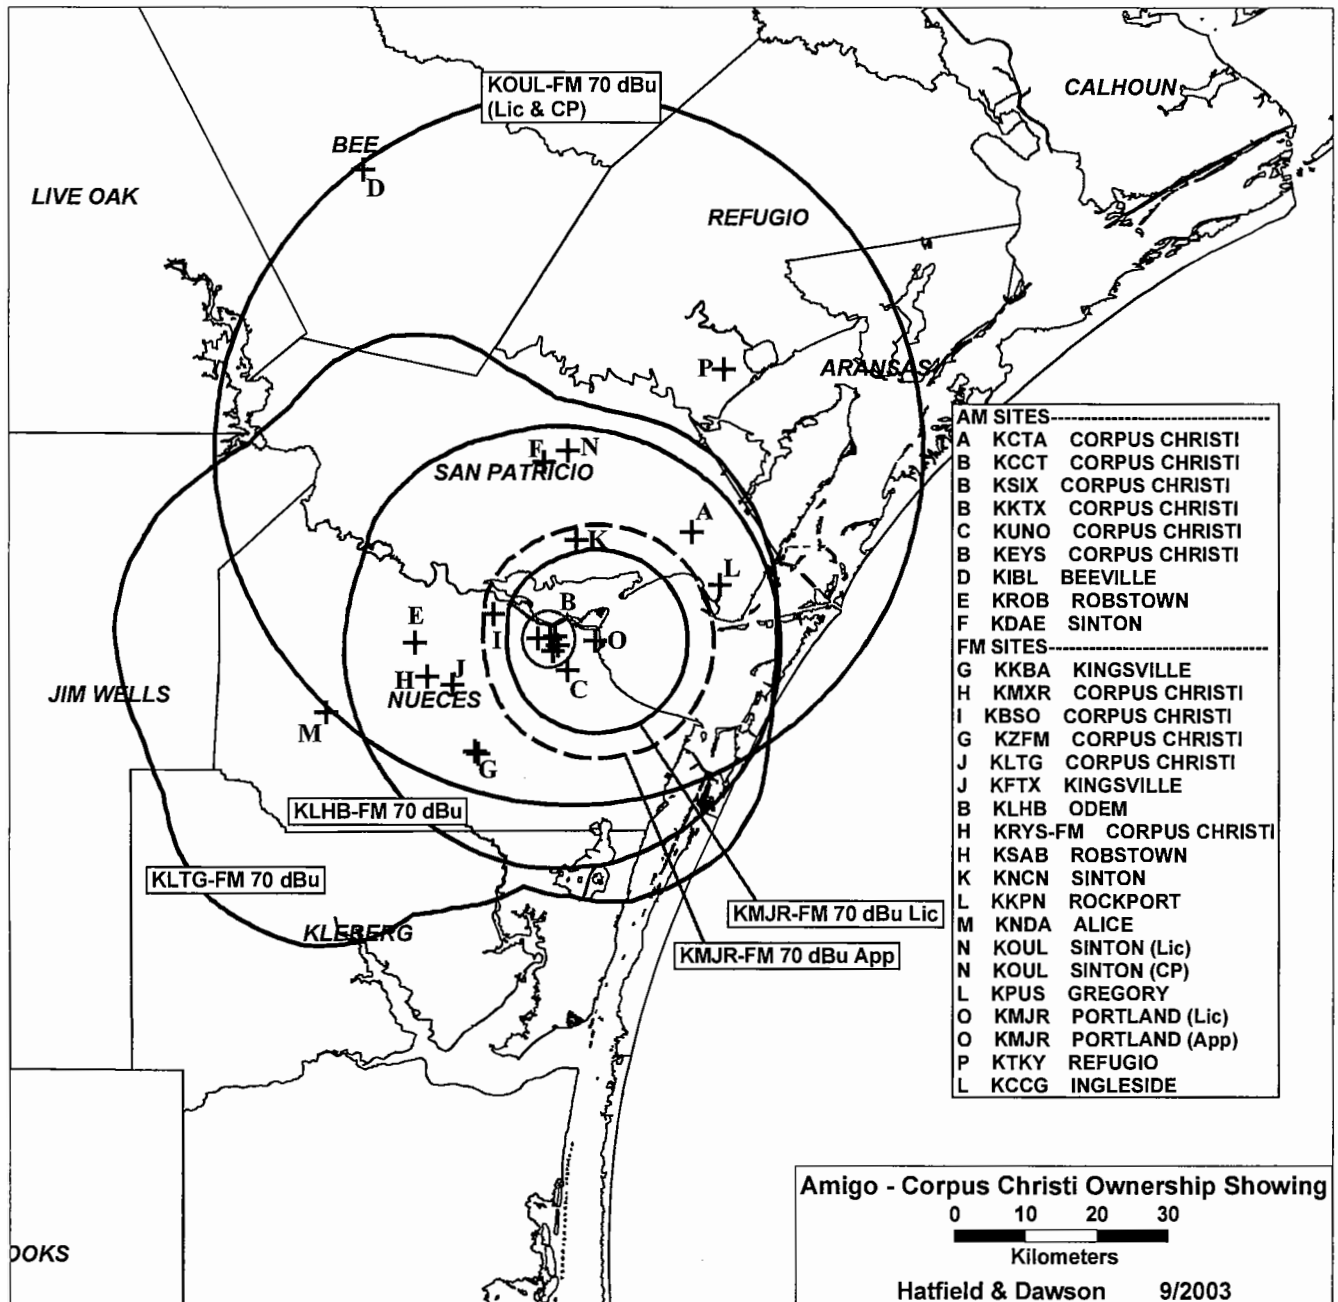 KOUL-FM 70 dBu
(Lic & CP)
CALHOUN
BEE
D
LIVE OAK
REFUGIO
P
ARANSAS
F
N
SAN PATRICIO
A
K
L
B
E
I
O
H
J
C
NUECES
JIM WELLS
M
G
KLHB-FM 70 dBu
KLTG-FM 70 dBu
KMJR-FM 70 dBu Lic
KLEBERG
KMJR-FM 70 dBu App
AM SITES
A KCTA CORPUS CHRISTI
B KCCT CORPUS CHRISTI
B KSIX CORPUS CHRISTI
B KKTX CORPUS CHRISTI
C KUNO CORPUS CHRISTI
B KEYS CORPUS CHRISTI
D KIBL BEEVILLE
E KROB ROBSTOWN
F KDAE SINTON
FM SITES
G KKBA KINGSVILLE
H KMXR CORPUS CHRISTI
I KBSO CORPUS CHRISTI
G KZFM CORPUS CHRISTI
J KLTG CORPUS CHRISTI
J KFTX KINGSVILLE
B KLHB ODEM
H KRYS-FM CORPUS CHRISTI
H KSAB ROBSTOWN
K KNCN SINTON
L KKPN ROCKPORT
M KNDA ALICE
N KOUL SINTON (Lic)
N KOUL SINTON (CP)
L KPUS GREGORY
O KMJR PORTLAND (Lic)
O KMJR PORTLAND (App)
P KTKY REFUGIO
L KCCG INGLESIDE
OOKS
Amigo - Corpus Christi Ownership Showing
0 10 20 30
Kilometers
Hatfield & Dawson 9/2003